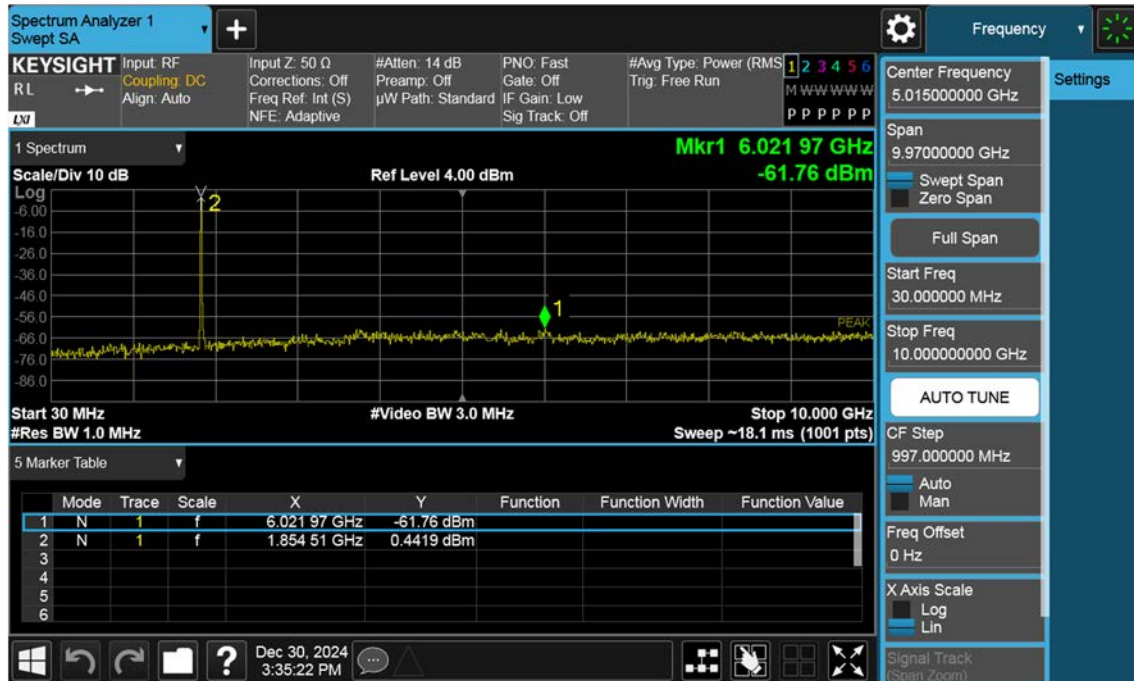 Spectrum Analyzer 1
Swept SA
+
Frequency
KEYSIGHT
RL
LXI
Input: RF
Coupling: DC
Align: Auto
Input Z: 50 Ω
Corrections: Off
Freq Ref: Int (S)
NFE: Adaptive
#Atten: 14 dB
Preamp: Off
µW Path: Standard
PNO: Fast
Gate: Off
IF Gain: Low
Sig Track: Off
#Avg Type: Power (RMS
Trig: Free Run
1 2 3 4 5 6
M W W W W W
P P P P P P
1 Spectrum
Scale/Div 10 dB
Ref Level 4.00 dBm
Mkr1 6.021 97 GHz
-61.76 dBm
Log
-6.00
-16.0
-26.0
-36.0
-46.0
-56.0
-66.0
-76.0
-86.0
2
1
PEAK
Start 30 MHz
#Video BW 3.0 MHz
Stop 10.000 GHz
#Res BW 1.0 MHz
Sweep ~18.1 ms (1001 pts)
5 Marker Table
Mode Trace Scale X Y Function Function Width Function Value
1 N 1 f 6.021 97 GHz -61.76 dBm
2 N 1 f 1.854 51 GHz 0.4419 dBm
3
4
5
6
?
Dec 30, 2024
3:35:22 PM
Center Frequency
5.015000000 GHz
Span
9.97000000 GHz
Swept Span
Zero Span
Full Span
Start Freq
30.000000 MHz
Stop Freq
10.000000000 GHz
AUTO TUNE
CF Step
997.000000 MHz
Auto
Man
Freq Offset
0 Hz
X Axis Scale
Log
Lin
Signal Track
(Span Zoom)
Settings